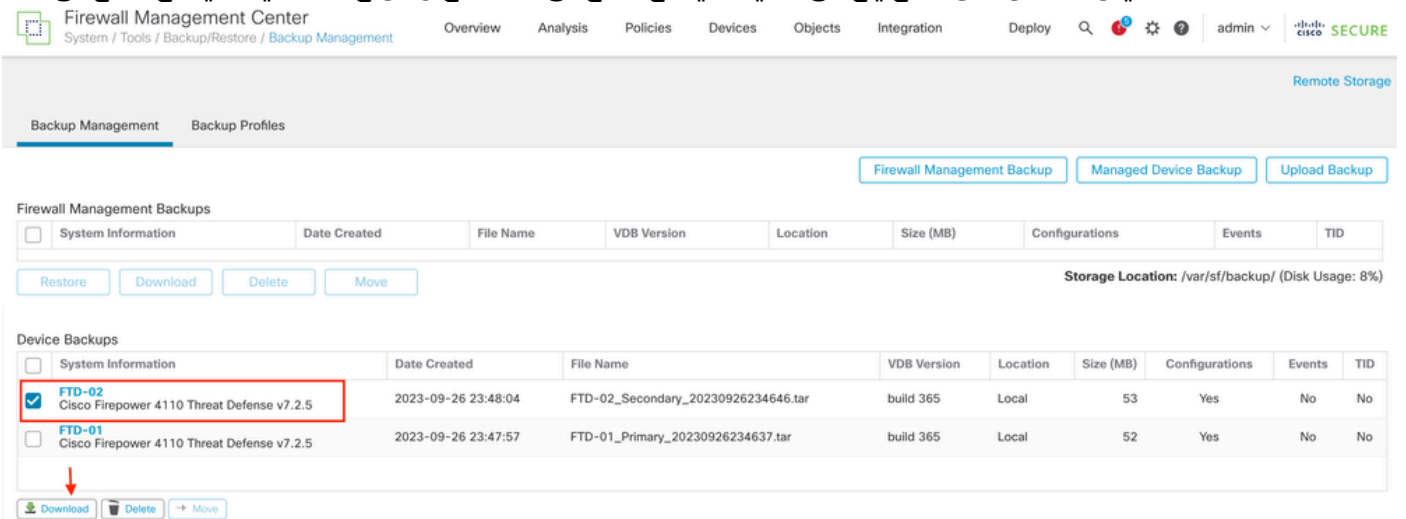 Firewall Management Center
System / Tools / Backup/Restore / Backup Management
Overview Analysis Policies Devices Objects Integration Deploy 6 admin cisco SECURE
Remote Storage
Backup Management Backup Profiles
Firewall Management Backup Managed Device Backup Upload Backup
Firewall Management Backups
System Information Date Created File Name VDB Version Location Size (MB) Configurations Events TID
Restore Download Delete Move Storage Location: /var/sf/backup/ (Disk Usage: 8%)
Device Backups
System Information Date Created File Name VDB Version Location Size (MB) Configurations Events TID
FTD-02
Cisco Firepower 4110 Threat Defense v7.2.5 2023-09-26 23:48:04 FTD-02_Secondary_20230926234646.tar build 365 Local 53 Yes No No
FTD-01
Cisco Firepower 4110 Threat Defense v7.2.5 2023-09-26 23:47:57 FTD-01_Primary_20230926234637.tar build 365 Local 52 Yes No No
Download Delete Move